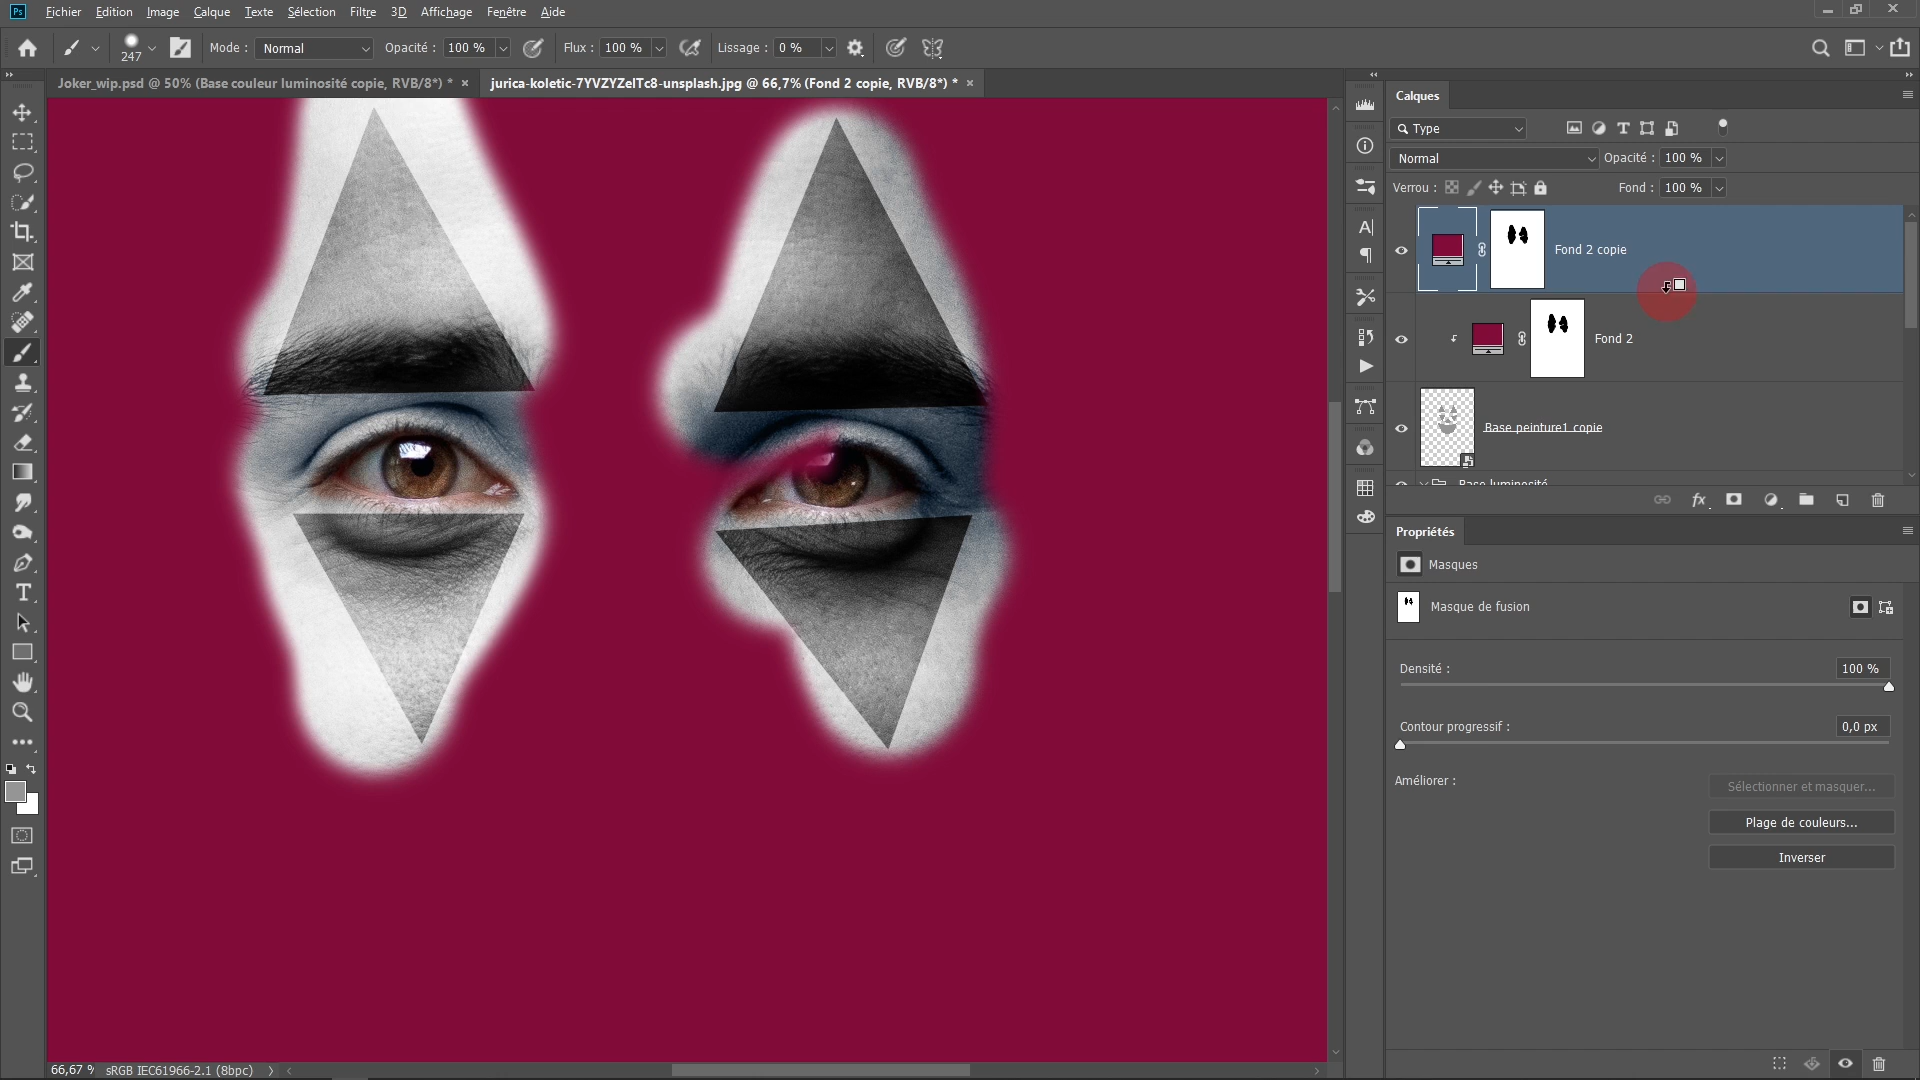 Ps Fichier Edition Image Calque Texte Sélection Filtre 3D Affichage Fenêtre Aide
247 Mode : Normal Opacité : 100 % Flux : 100 % Lissage : 0 %
Joker_wip.psd @ 50% (Base couleur luminosité copie, RVB/8*) * × jurica-koletic-7YVZYZeITc8-unsplash.jpg @ 66,7% (Fond 2 copie, RVB/8*) * ×
Calques
Type
Normal Opacité : 100 %
Verrou : Fond : 100 %
Fond 2 copie
Fond 2
Base peinture1 copie
Base luminosité
fx
Propriétés
Masques
Masque de fusion
Densité : 100 %
Contour progressif : 0,0 px
Améliorer : Sélectionner et masquer...
Plage de couleurs...
Inverser
66,67 % sRGB IEC61966-2.1 (8bpc)